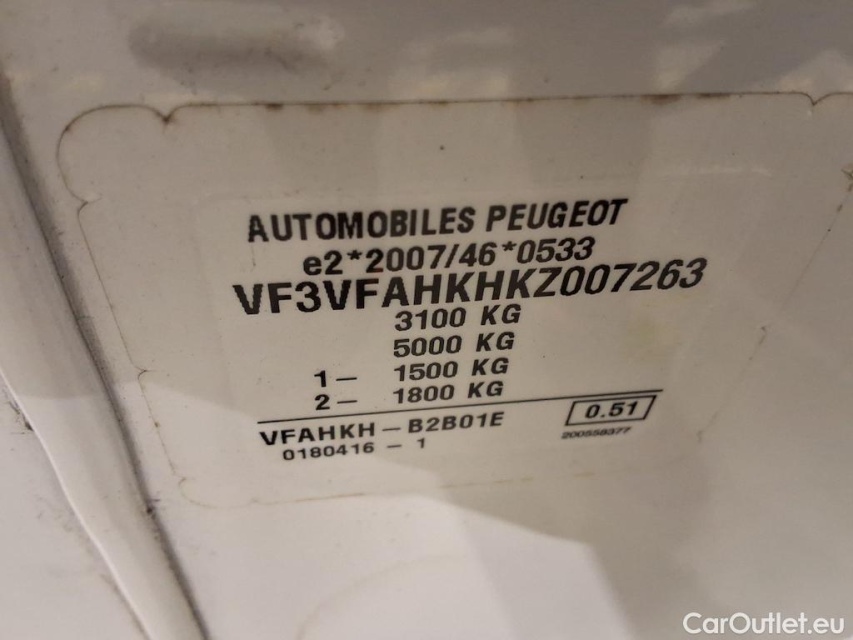 AUTOMOBILES PEUGEOT
e2*2007/46*0533
VF3VFAHKHKZ007263
3100 KG
5000 KG
1— 1500 KG
2— 1800 KG
VFAHKH—B2B01E
0.51
0180416-1
200558377
CarOutlet.eu